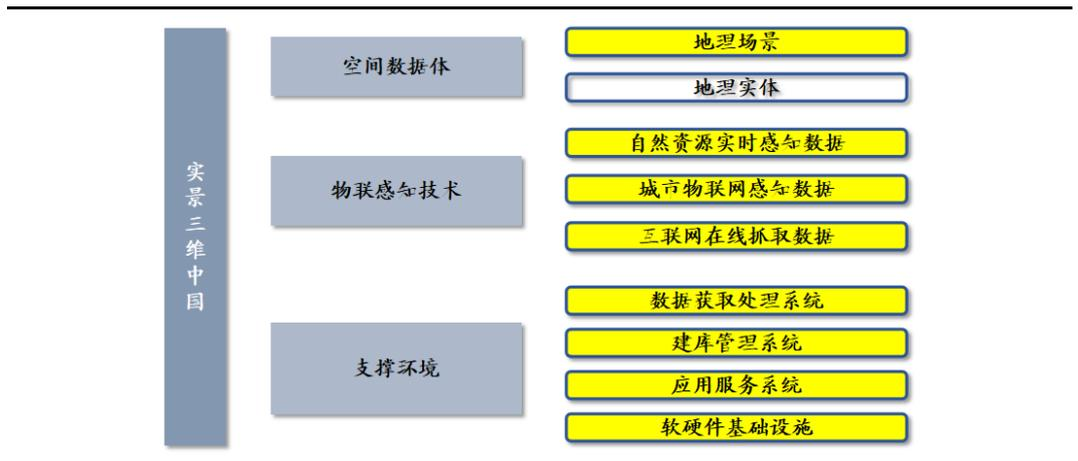 实景三维中国
空间数据体
地理场景
地理实体
物联感知技术
自然资源实时感知数据
城市物联网感知数据
互联网在线抓取数据
支撑环境
数据获取处理系统
建库管理系统
应用服务系统
软硬件基础设施